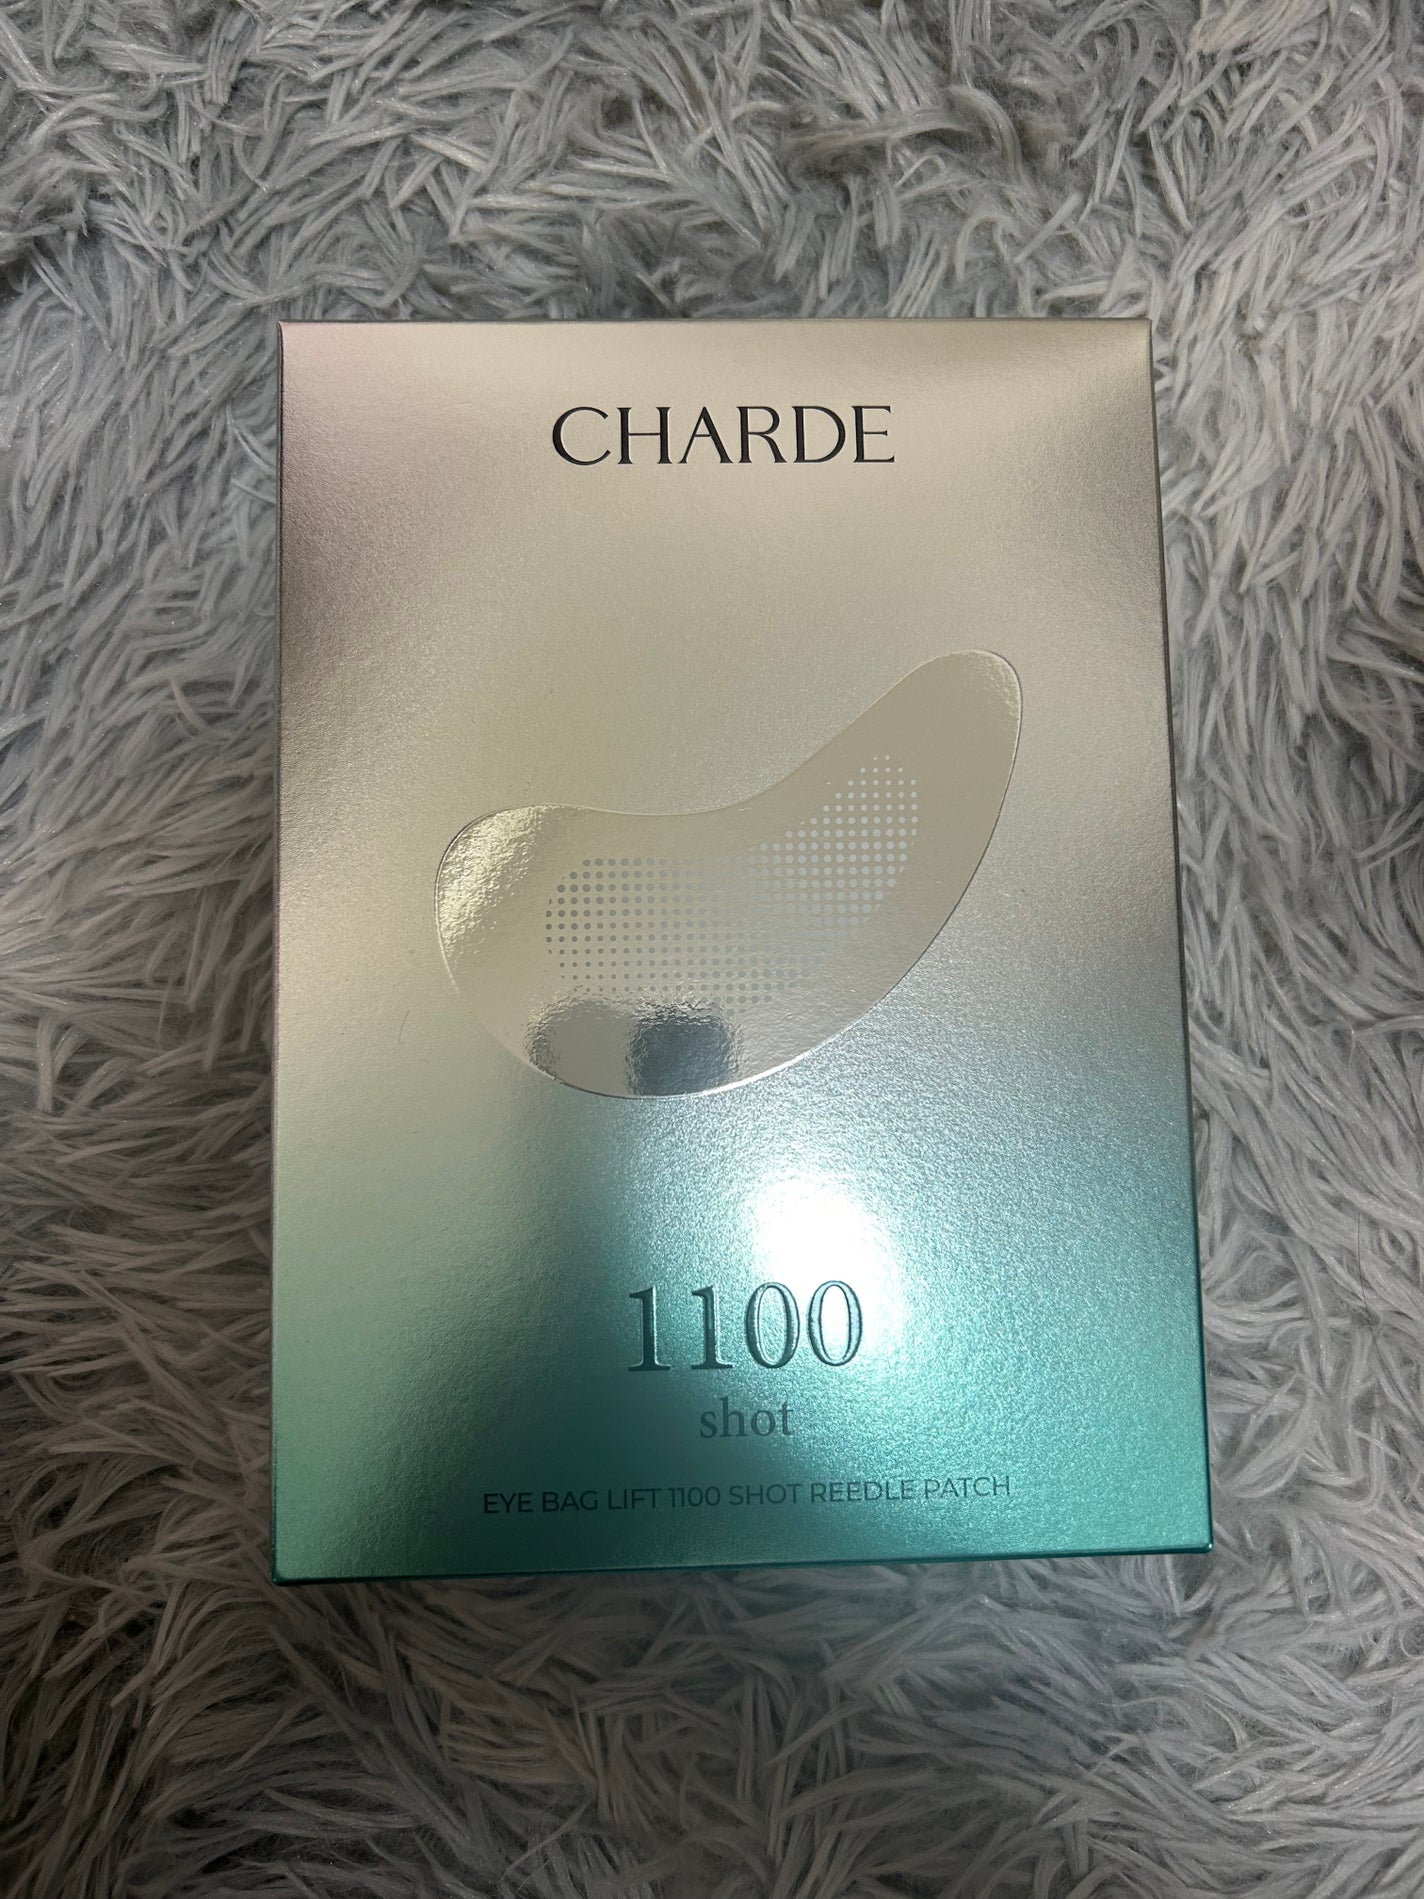 CHARDE
1100
shot
EYE BAG LIFT 1100 SHOT REEDLE PATCH